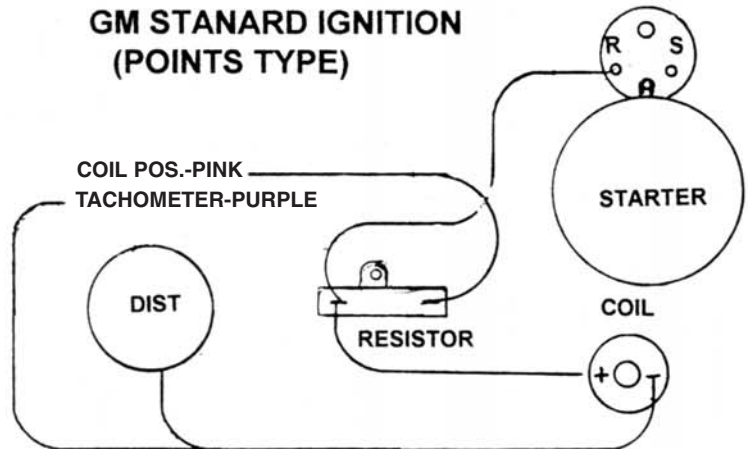 GM STANARD IGNITION
(POINTS TYPE)
R S
COIL POS.-PINK
TACHOMETER-PURPLE
STARTER
DIST
RESISTOR
COIL
+ −